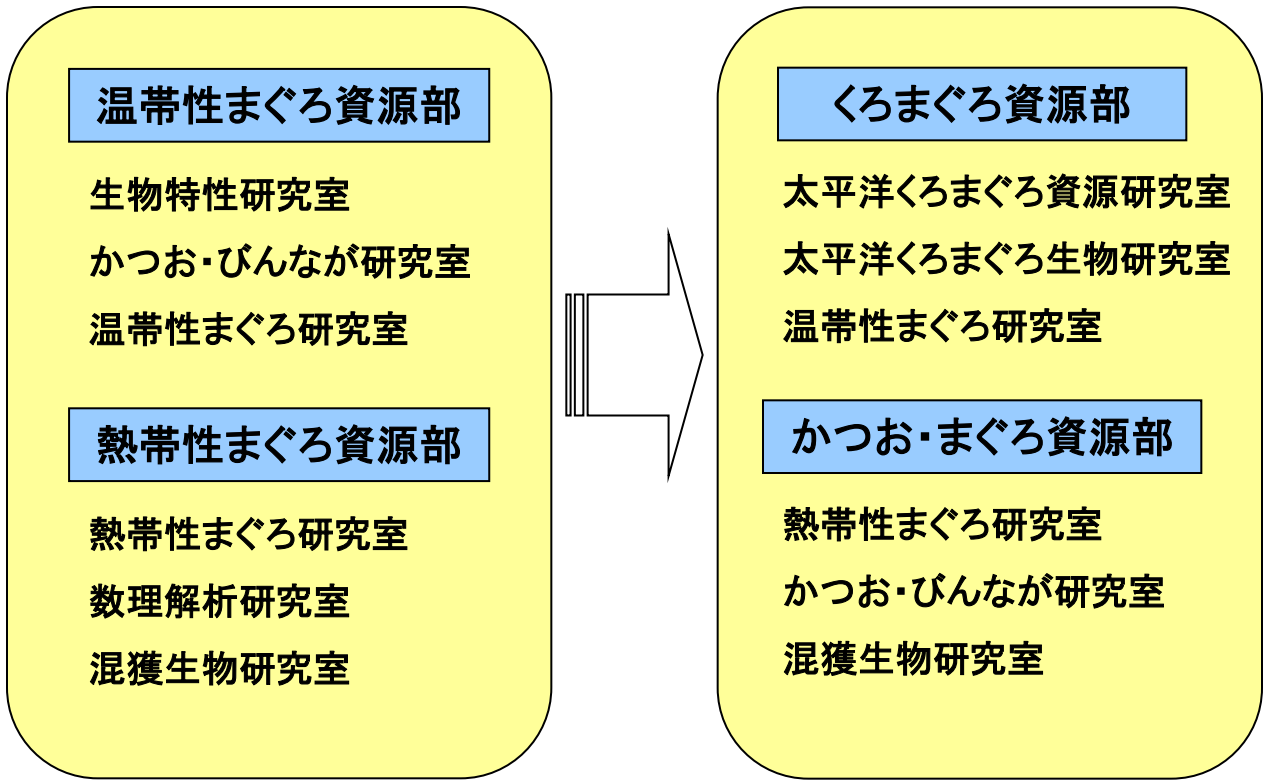 温帯性まぐろ資源部
生物特性研究室
かつお・びんなが研究室
温帯性まぐろ研究室
熱帯性まぐろ資源部
熱帯性まぐろ研究室
数理解析研究室
混獲生物研究室
くろまぐろ資源部
太平洋くろまぐろ資源研究室
太平洋くろまぐろ生物研究室
温帯性まぐろ研究室
かつお・まぐろ資源部
熱帯性まぐろ研究室
かつお・びんなが研究室
混獲生物研究室